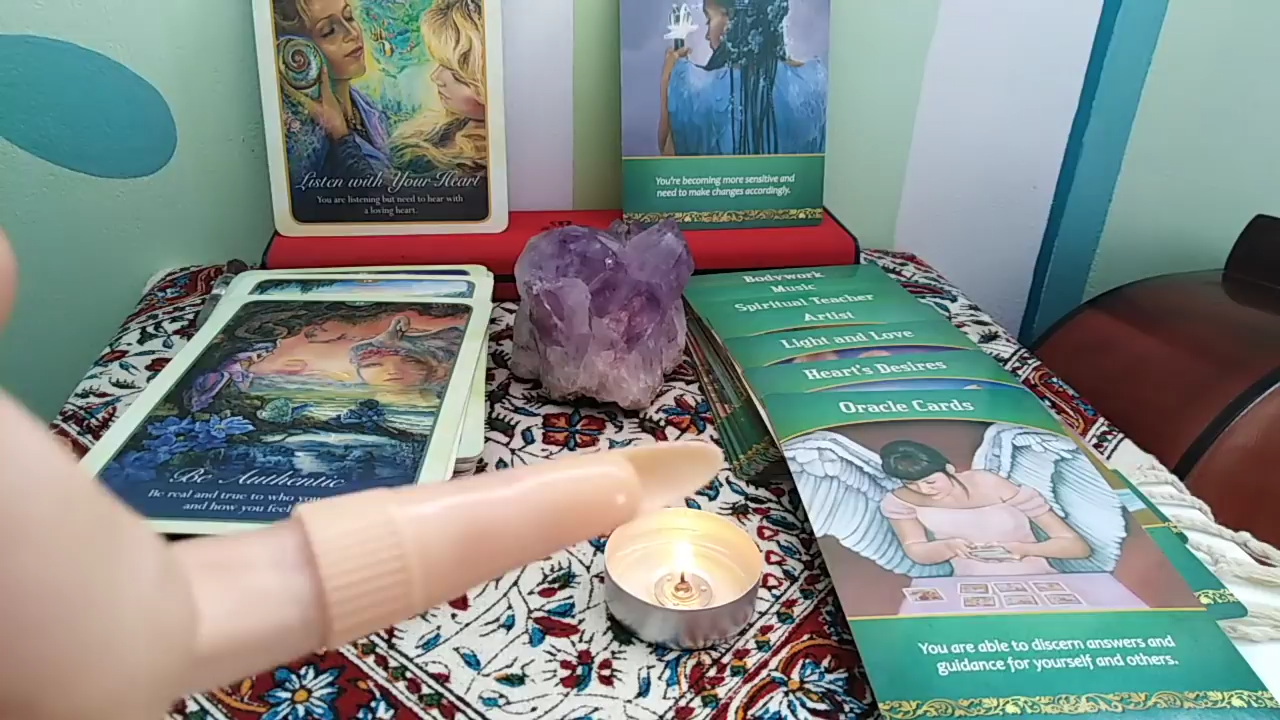 Listen with Your Heart
You are listening but need to hear with
a loving heart.
You're becoming more sensitive and
need to make changes accordingly.
Be Authentic
Be real and true to who you
and how you feel
Bodywork
Music
Spiritual Teacher
Artist
Light and Love
Heart's Desires
Oracle Cards
You are able to discern answers and
guidance for yourself and others.